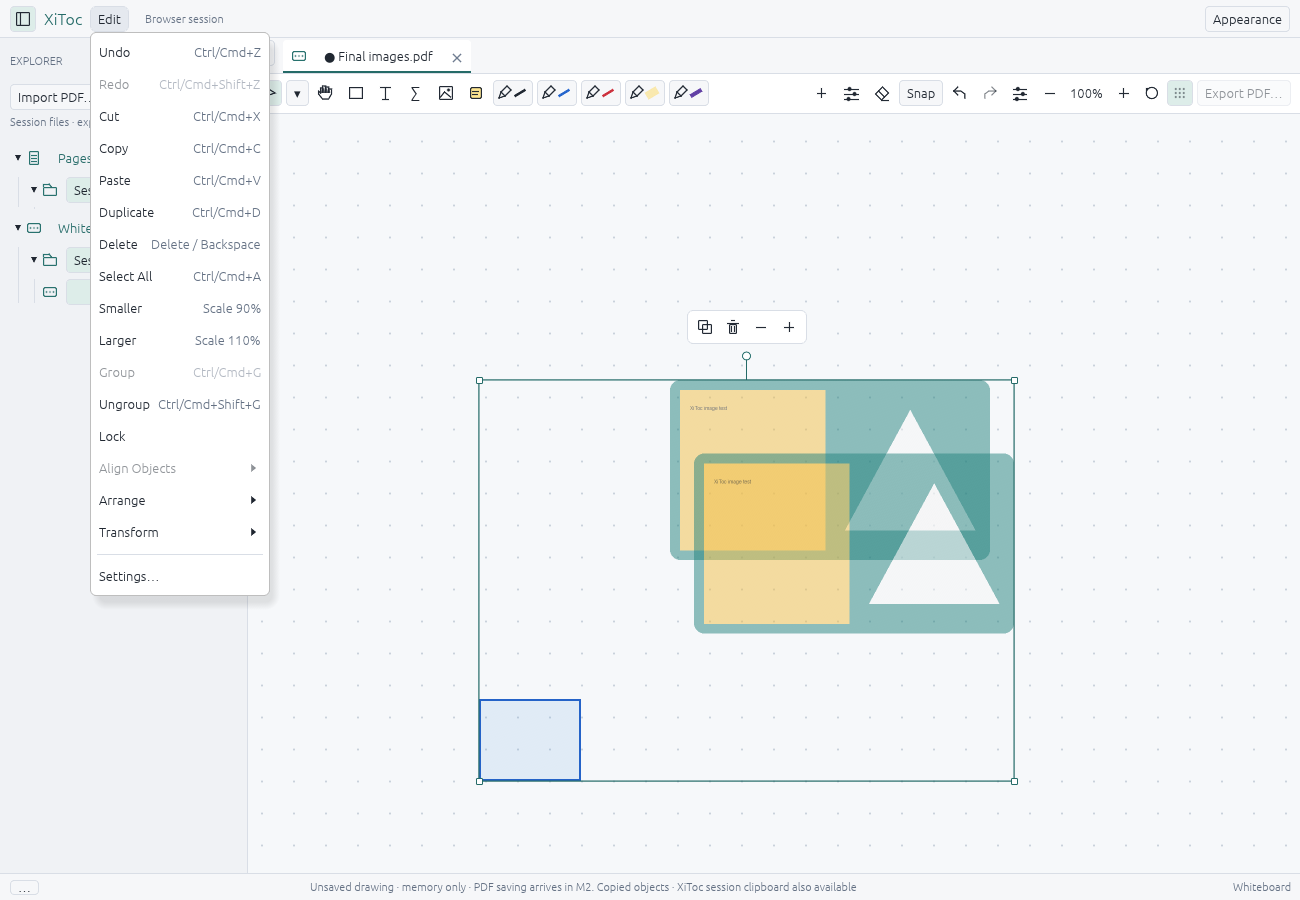 XiToc Edit Browser session Appearance
EXPLORER
Final images.pdf
Import PDF…
Snap 100% Export PDF…
Session files · exp
Pages
Ses
White
Ses
Undo Ctrl/Cmd+Z
Redo Ctrl/Cmd+Shift+Z
Cut Ctrl/Cmd+X
Copy Ctrl/Cmd+C
Paste Ctrl/Cmd+V
Duplicate Ctrl/Cmd+D
Delete Delete / Backspace
Select All Ctrl/Cmd+A
Smaller Scale 90%
Larger Scale 110%
Group Ctrl/Cmd+G
Ungroup Ctrl/Cmd+Shift+G
Lock
Align Objects
Arrange
Transform
Settings…
XiToc image test
XiToc image test
... Unsaved drawing · memory only · PDF saving arrives in M2. Copied objects · XiToc session clipboard also available Whiteboard